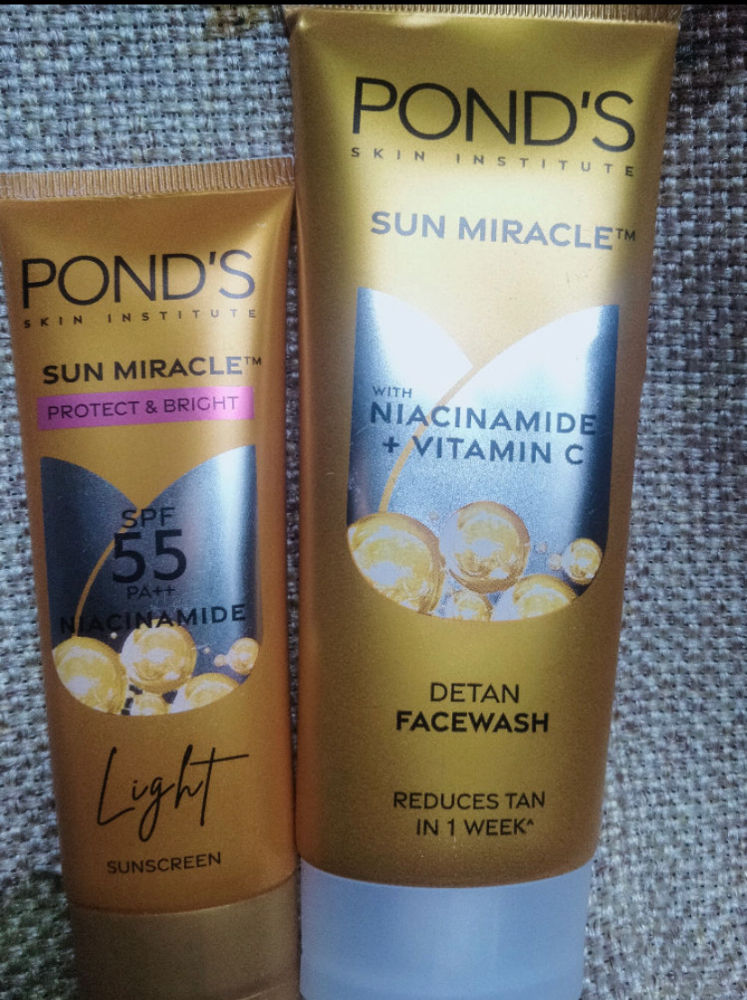 POND'S
SKIN INSTITUTE
SUN MIRACLE™
PROTECT & BRIGHT
SPF
55
PA++
NIACINAMIDE
Light
SUNSCREEN
POND'S
SKIN INSTITUTE
SUN MIRACLE™
WITH
NIACINAMIDE
+ VITAMIN C
DETAN
FACEWASH
REDUCES TAN
IN 1 WEEK^